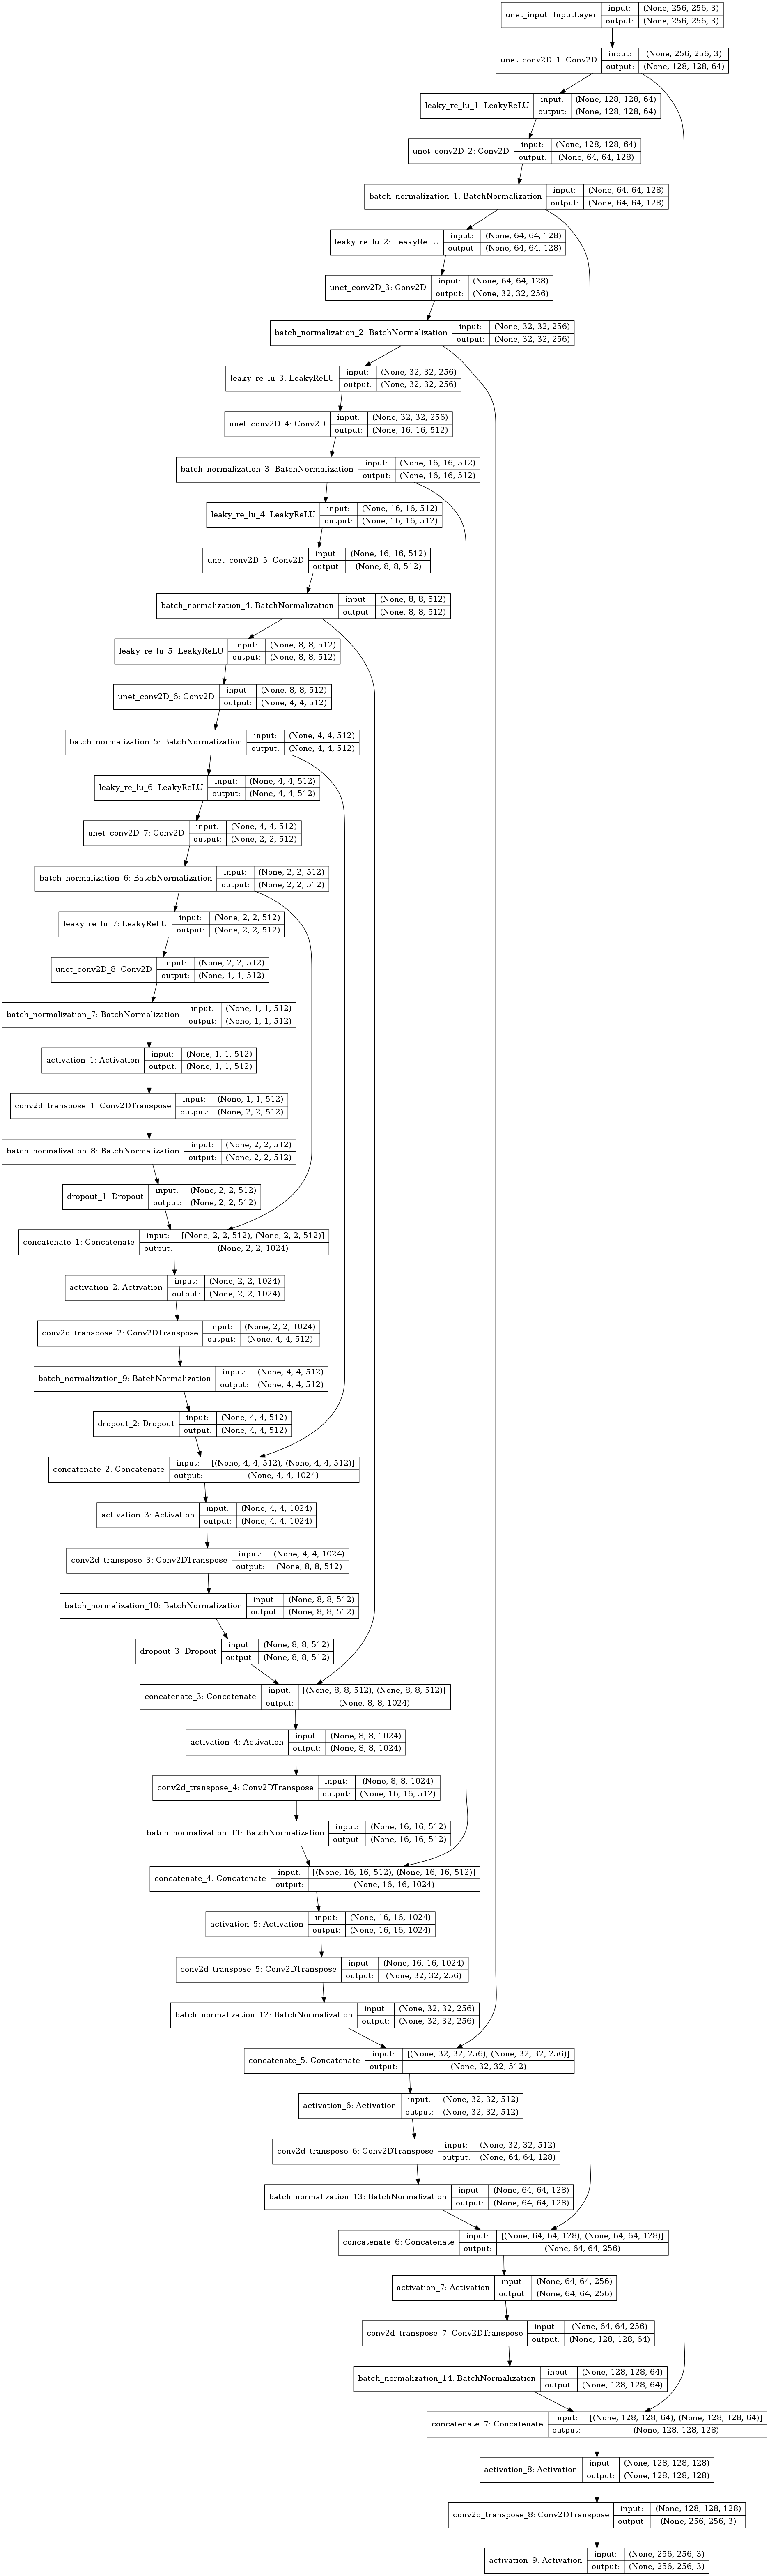 unet_input: InputLayer
input: (None, 256, 256, 3)
output: (None, 256, 256, 3)
unet_conv2D_1: Conv2D
input: (None, 256, 256, 3)
output: (None, 128, 128, 64)
leaky_re_lu_1: LeakyReLU
input: (None, 128, 128, 64)
output: (None, 128, 128, 64)
unet_conv2D_2: Conv2D
input: (None, 128, 128, 64)
output: (None, 64, 64, 128)
batch_normalization_1: BatchNormalization
input: (None, 64, 64, 128)
output: (None, 64, 64, 128)
leaky_re_lu_2: LeakyReLU
input: (None, 64, 64, 128)
output: (None, 64, 64, 128)
unet_conv2D_3: Conv2D
input: (None, 64, 64, 128)
output: (None, 32, 32, 256)
batch_normalization_2: BatchNormalization
input: (None, 32, 32, 256)
output: (None, 32, 32, 256)
leaky_re_lu_3: LeakyReLU
input: (None, 32, 32, 256)
output: (None, 32, 32, 256)
unet_conv2D_4: Conv2D
input: (None, 32, 32, 256)
output: (None, 16, 16, 512)
batch_normalization_3: BatchNormalization
input: (None, 16, 16, 512)
output: (None, 16, 16, 512)
leaky_re_lu_4: LeakyReLU
input: (None, 16, 16, 512)
output: (None, 16, 16, 512)
unet_conv2D_5: Conv2D
input: (None, 16, 16, 512)
output: (None, 8, 8, 512)
batch_normalization_4: BatchNormalization
input: (None, 8, 8, 512)
output: (None, 8, 8, 512)
leaky_re_lu_5: LeakyReLU
input: (None, 8, 8, 512)
output: (None, 8, 8, 512)
unet_conv2D_6: Conv2D
input: (None, 8, 8, 512)
output: (None, 4, 4, 512)
batch_normalization_5: BatchNormalization
input: (None, 4, 4, 512)
output: (None, 4, 4, 512)
leaky_re_lu_6: LeakyReLU
input: (None, 4, 4, 512)
output: (None, 4, 4, 512)
unet_conv2D_7: Conv2D
input: (None, 4, 4, 512)
output: (None, 2, 2, 512)
batch_normalization_6: BatchNormalization
input: (None, 2, 2, 512)
output: (None, 2, 2, 512)
leaky_re_lu_7: LeakyReLU
input: (None, 2, 2, 512)
output: (None, 2, 2, 512)
unet_conv2D_8: Conv2D
input: (None, 2, 2, 512)
output: (None, 1, 1, 512)
batch_normalization_7: BatchNormalization
input: (None, 1, 1, 512)
output: (None, 1, 1, 512)
activation_1: Activation
input: (None, 1, 1, 512)
output: (None, 1, 1, 512)
conv2d_transpose_1: Conv2DTranspose
input: (None, 1, 1, 512)
output: (None, 2, 2, 512)
batch_normalization_8: BatchNormalization
input: (None, 2, 2, 512)
output: (None, 2, 2, 512)
dropout_1: Dropout
input: (None, 2, 2, 512)
output: (None, 2, 2, 512)
concatenate_1: Concatenate
input: [(None, 2, 2, 512), (None, 2, 2, 512)]
output: (None, 2, 2, 1024)
activation_2: Activation
input: (None, 2, 2, 1024)
output: (None, 2, 2, 1024)
conv2d_transpose_2: Conv2DTranspose
input: (None, 2, 2, 1024)
output: (None, 4, 4, 512)
batch_normalization_9: BatchNormalization
input: (None, 4, 4, 512)
output: (None, 4, 4, 512)
dropout_2: Dropout
input: (None, 4, 4, 512)
output: (None, 4, 4, 512)
concatenate_2: Concatenate
input: [(None, 4, 4, 512), (None, 4, 4, 512)]
output: (None, 4, 4, 1024)
activation_3: Activation
input: (None, 4, 4, 1024)
output: (None, 4, 4, 1024)
conv2d_transpose_3: Conv2DTranspose
input: (None, 4, 4, 1024)
output: (None, 8, 8, 512)
batch_normalization_10: BatchNormalization
input: (None, 8, 8, 512)
output: (None, 8, 8, 512)
dropout_3: Dropout
input: (None, 8, 8, 512)
output: (None, 8, 8, 512)
concatenate_3: Concatenate
input: [(None, 8, 8, 512), (None, 8, 8, 512)]
output: (None, 8, 8, 1024)
activation_4: Activation
input: (None, 8, 8, 1024)
output: (None, 8, 8, 1024)
conv2d_transpose_4: Conv2DTranspose
input: (None, 8, 8, 1024)
output: (None, 16, 16, 512)
batch_normalization_11: BatchNormalization
input: (None, 16, 16, 512)
output: (None, 16, 16, 512)
concatenate_4: Concatenate
input: [(None, 16, 16, 512), (None, 16, 16, 512)]
output: (None, 16, 16, 1024)
activation_5: Activation
input: (None, 16, 16, 1024)
output: (None, 16, 16, 1024)
conv2d_transpose_5: Conv2DTranspose
input: (None, 16, 16, 1024)
output: (None, 32, 32, 256)
batch_normalization_12: BatchNormalization
input: (None, 32, 32, 256)
output: (None, 32, 32, 256)
concatenate_5: Concatenate
input: [(None, 32, 32, 256), (None, 32, 32, 256)]
output: (None, 32, 32, 512)
activation_6: Activation
input: (None, 32, 32, 512)
output: (None, 32, 32, 512)
conv2d_transpose_6: Conv2DTranspose
input: (None, 32, 32, 512)
output: (None, 64, 64, 128)
batch_normalization_13: BatchNormalization
input: (None, 64, 64, 128)
output: (None, 64, 64, 128)
concatenate_6: Concatenate
input: [(None, 64, 64, 128), (None, 64, 64, 128)]
output: (None, 64, 64, 256)
activation_7: Activation
input: (None, 64, 64, 256)
output: (None, 64, 64, 256)
conv2d_transpose_7: Conv2DTranspose
input: (None, 64, 64, 256)
output: (None, 128, 128, 64)
batch_normalization_14: BatchNormalization
input: (None, 128, 128, 64)
output: (None, 128, 128, 64)
concatenate_7: Concatenate
input: [(None, 128, 128, 64), (None, 128, 128, 64)]
output: (None, 128, 128, 128)
activation_8: Activation
input: (None, 128, 128, 128)
output: (None, 128, 128, 128)
conv2d_transpose_8: Conv2DTranspose
input: (None, 128, 128, 128)
output: (None, 256, 256, 3)
activation_9: Activation
input: (None, 256, 256, 3)
output: (None, 256, 256, 3)